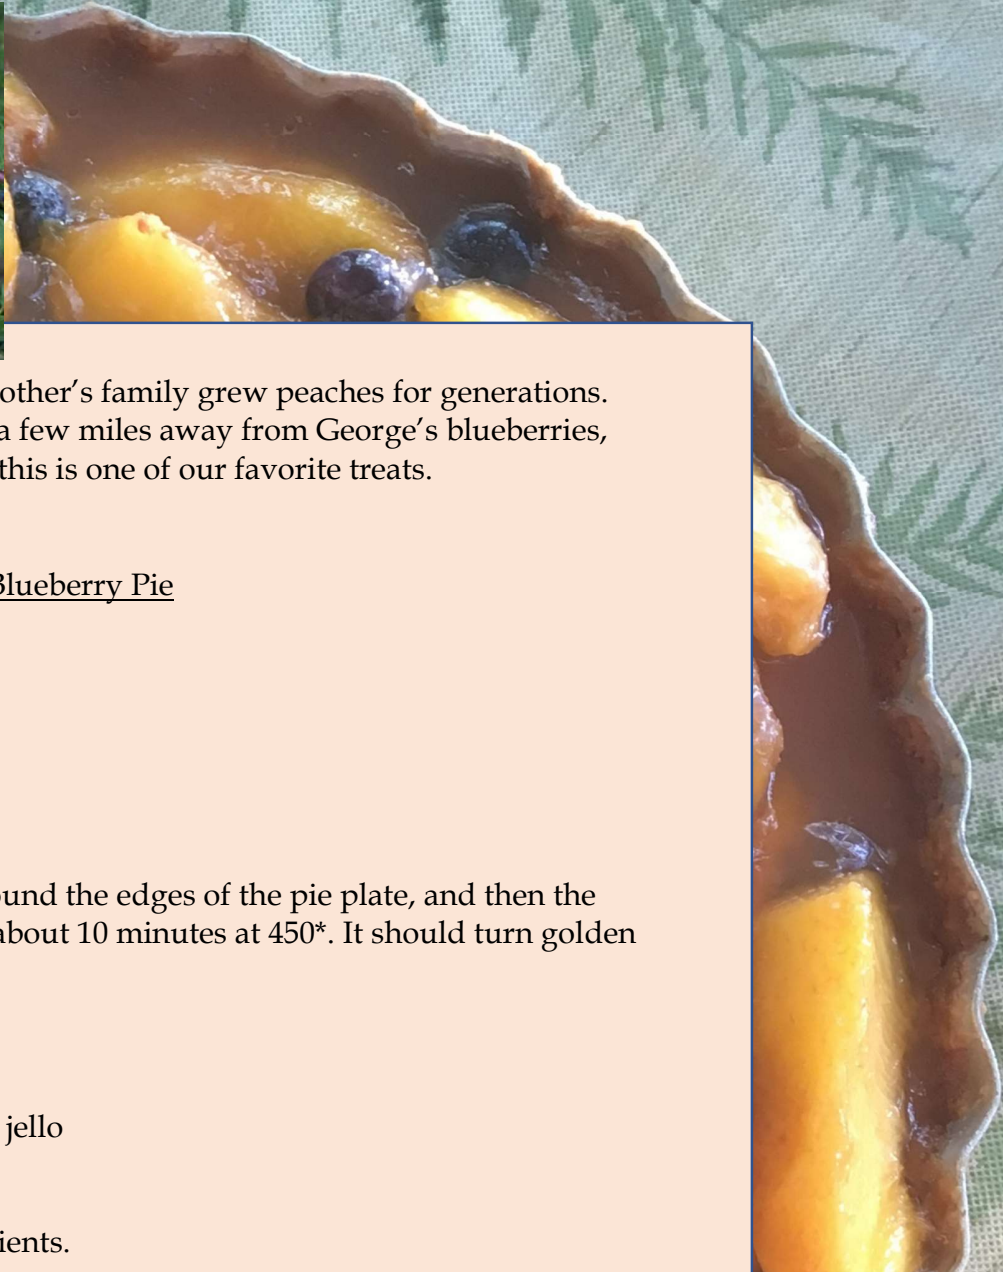 other’s family grew peaches for generations.
a few miles away from George’s blueberries,
this is one of our favorite treats.
Blueberry Pie
ound the edges of the pie plate, and then the
about 10 minutes at 450*. It should turn golden
jello
ients.